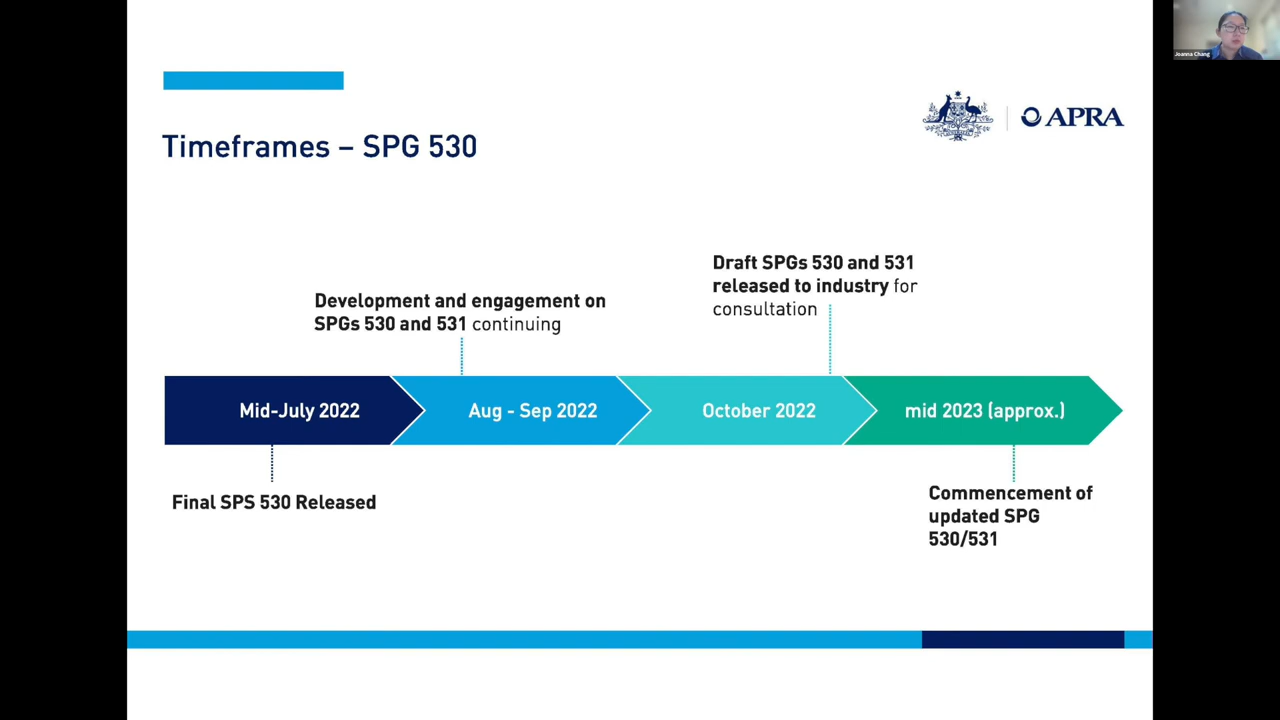 Joanna Chang
APRA
Timeframes – SPG 530
Draft SPGs 530 and 531
released to industry for
consultation
Development and engagement on
SPGs 530 and 531 continuing
Mid-July 2022
Aug - Sep 2022
October 2022
mid 2023 (approx.)
Final SPS 530 Released
Commencement of
updated SPG
530/531